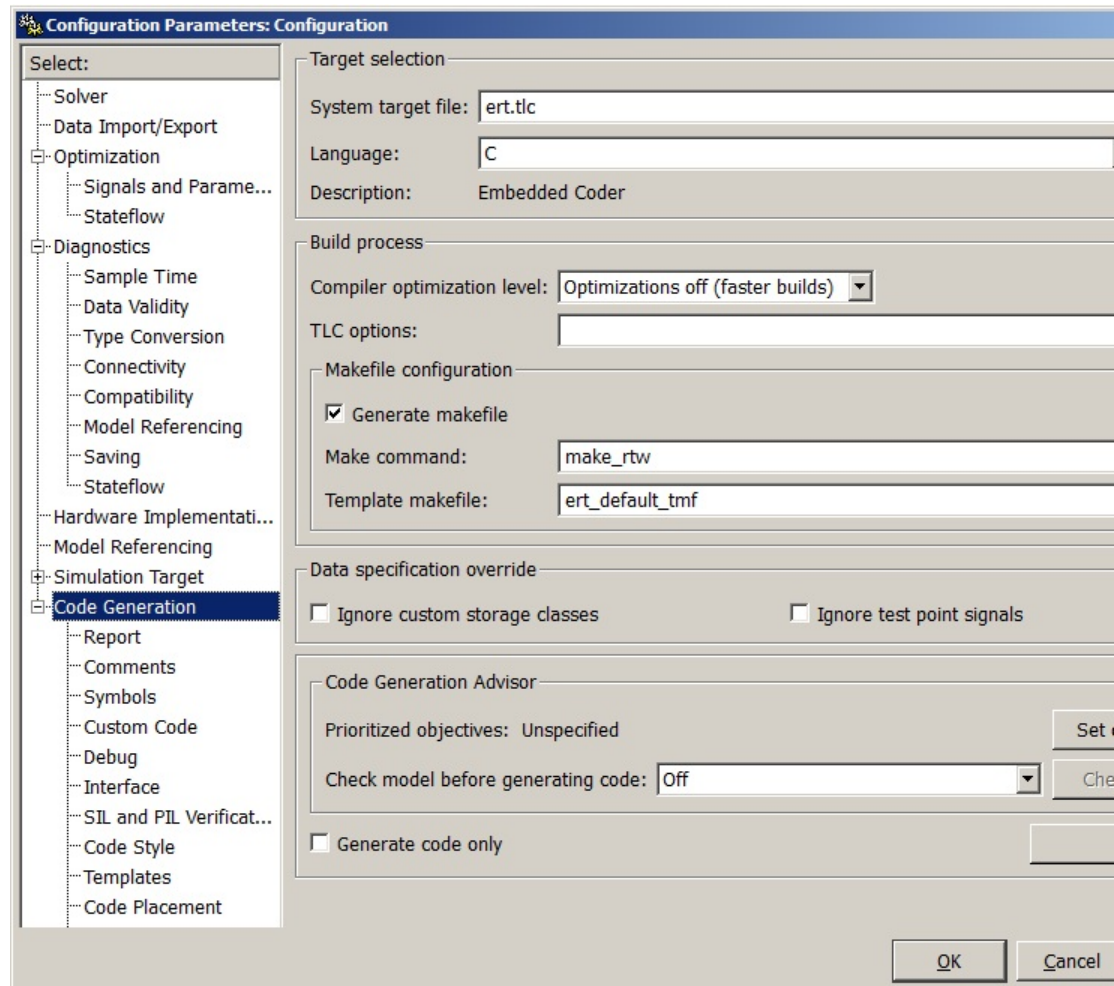 Configuration Parameters: Configuration
Select:
Solver
Data Import/Export
Optimization
Signals and Parame...
Stateflow
Diagnostics
Sample Time
Data Validity
Type Conversion
Connectivity
Compatibility
Model Referencing
Saving
Stateflow
Hardware Implementati...
Model Referencing
Simulation Target
Code Generation
Report
Comments
Symbols
Custom Code
Debug
Interface
SIL and PIL Verificat...
Code Style
Templates
Code Placement
Target selection
System target file: ert.tlc
Language: C
Description: Embedded Coder
Build process
Compiler optimization level: Optimizations off (faster builds)
TLC options:
Makefile configuration
Generate makefile
Make command: make_rtw
Template makefile: ert_default_tmf
Data specification override
Ignore custom storage classes Ignore test point signals
Code Generation Advisor
Prioritized objectives: Unspecified Set
Check model before generating code: Off Che
Generate code only
OK Cancel